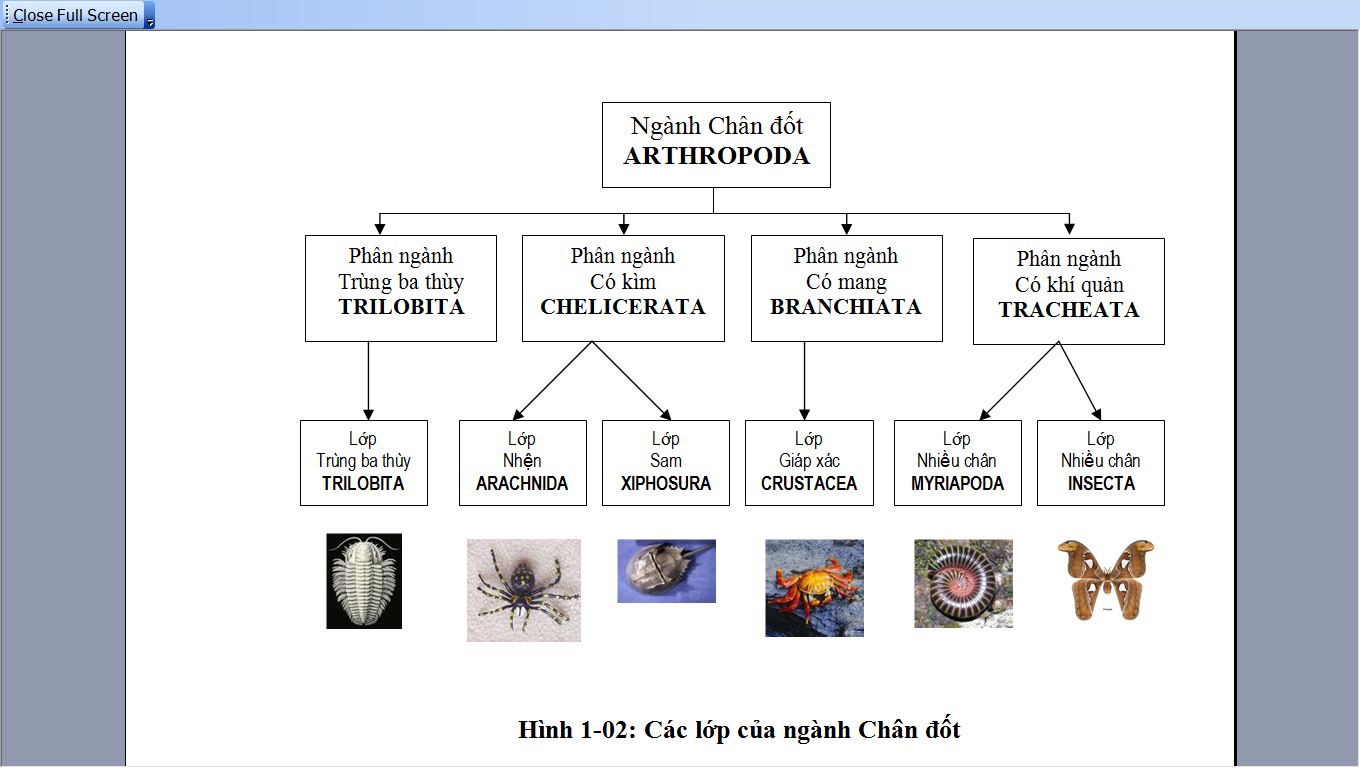 Close Full Screen
Ngành Chân đốt
ARTHROPODA
Phân ngành
Trùng ba thùy
TRILOBITA
Phân ngành
Có kìm
CHELICERATA
Phân ngành
Có mang
BRANCHIATA
Phân ngành
Có khí quản
TRACHEATA
Lớp
Trùng ba thùy
TRILOBITA
Lớp
Nhện
ARACHNIDA
Lớp
Sam
XIPHOSURA
Lớp
Giáp xác
CRUSTACEA
Lớp
Nhiều chân
MYRIAPODA
Lớp
Nhiều chân
INSECTA
Hình 1-02: Các lớp của ngành Chân đốt